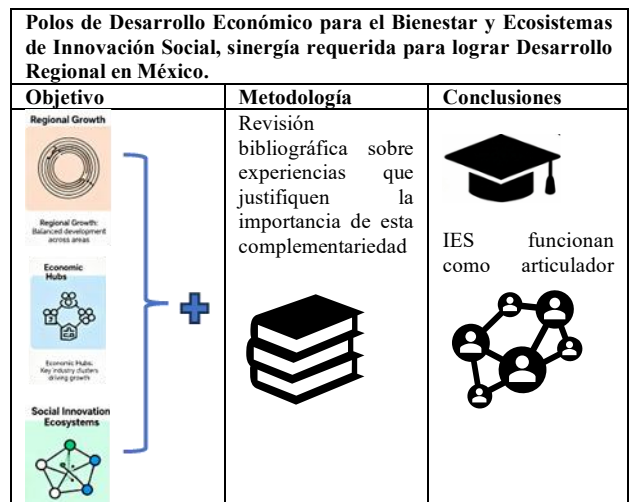 Polos de Desarrollo Económico para el Bienestar y Ecosistemas
de Innovación Social, sinergía requerida para lograr Desarrollo
Regional en México.
Objetivo
Metodología
Conclusiones
Regional Growth
Regional Growth:
Balanced development
across areas
Economic
Hubs
Economic Hubs,
Key industry clusters
driving growth
Social Innovation
Ecosystems
Revisión
bibliográfica sobre
experiencias que
justifiquen la
importancia de esta
complementariedad
IES funcionan
como articulador